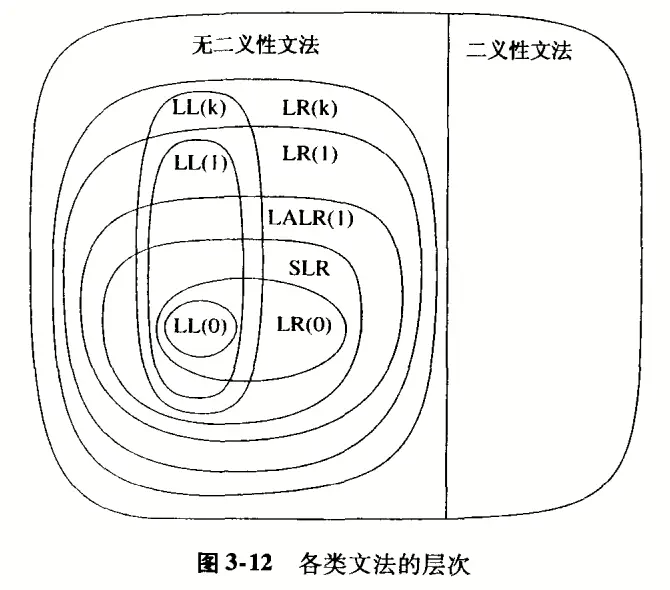 无二义性文法 二义性文法
LL(k) LR(k)
LL(1) LR(1)
LALR(1)
SLR
LL(0) LR(0)
图 3-12 各类文法的层次